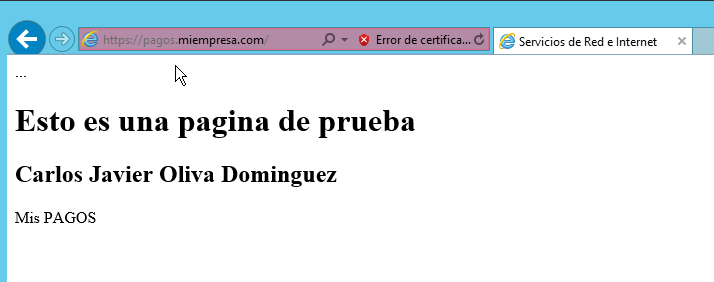 https://pagos.miempresa.com/
Error de certifica...
Servicios de Red e Internet
...
Esto es una pagina de prueba
Carlos Javier Oliva Dominguez
Mis PAGOS